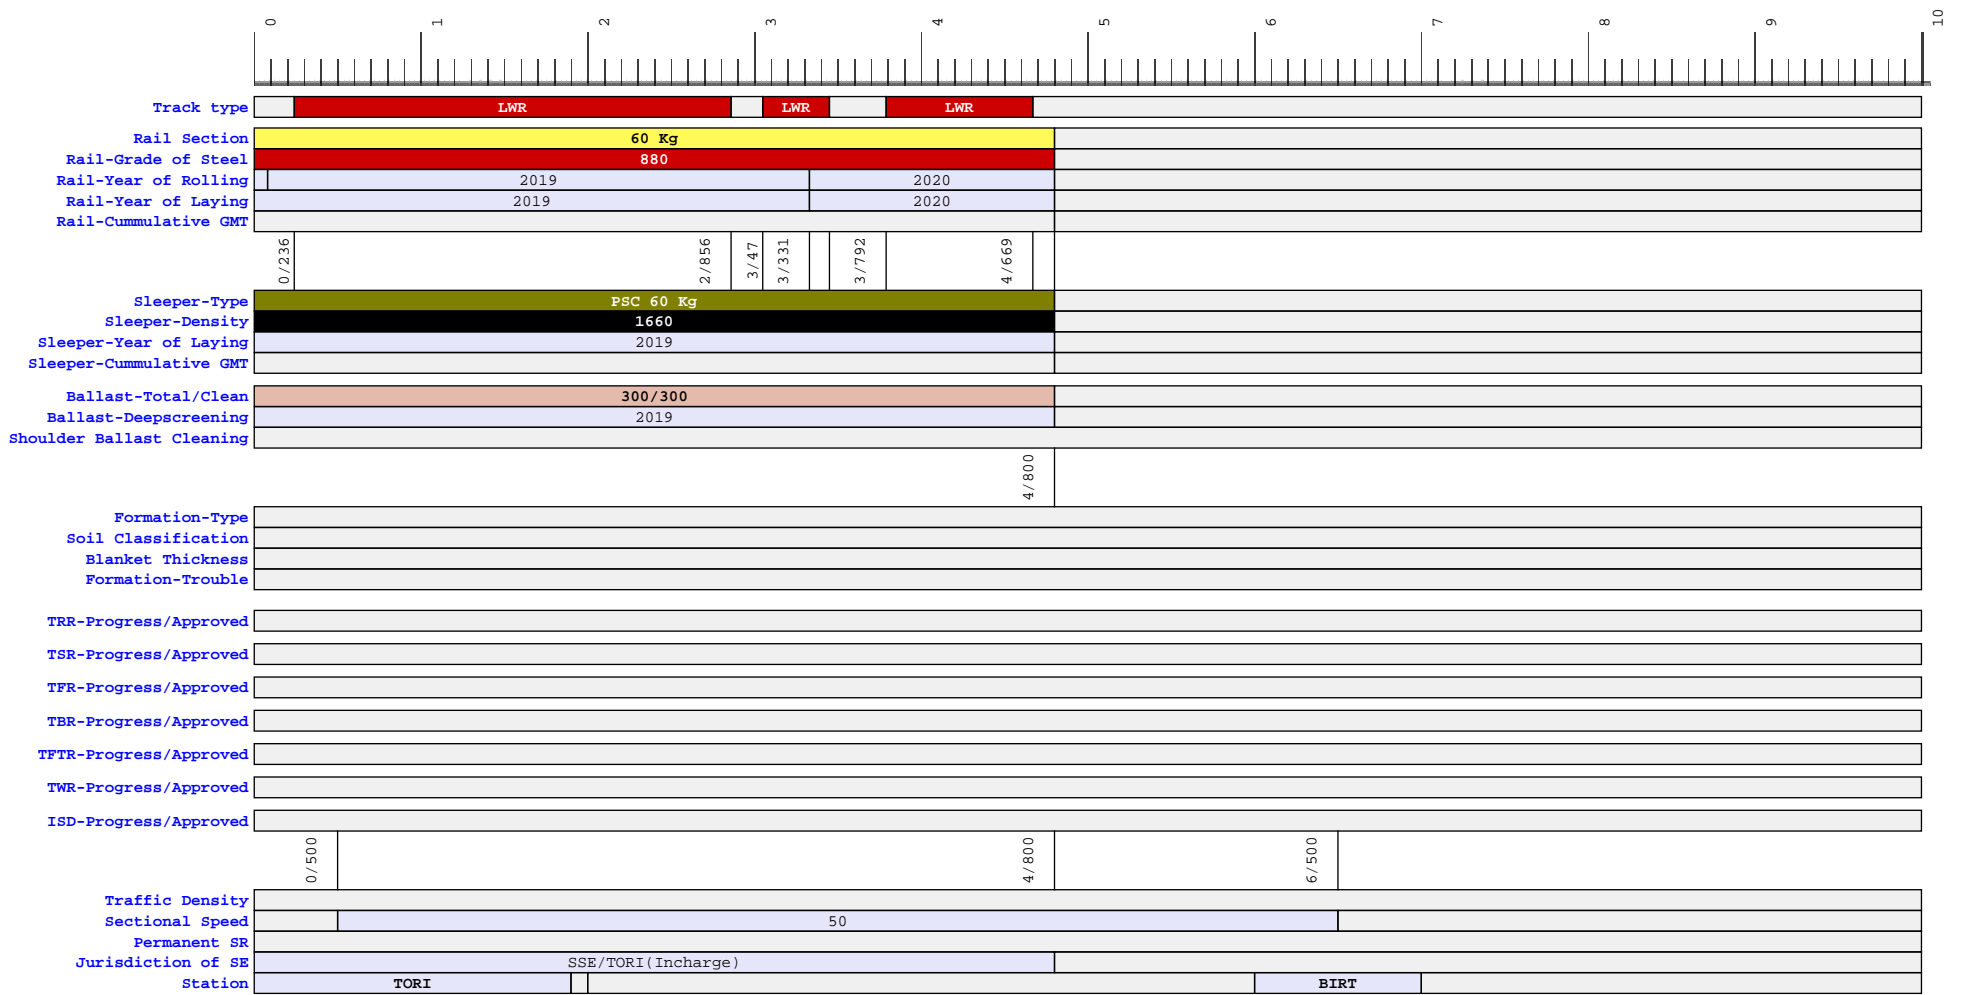 0 1 2 3 4 5 6 7 8 9 10
Track type LWR LWR LWR
Rail Section 60 Kg
Rail-Grade of Steel 880
Rail-Year of Rolling 2019 2020
Rail-Year of Laying 2019 2020
Rail-Cummulative GMT
0/236 2/856 3/47 3/331 3/792 4/669
Sleeper-Type PSC 60 Kg
Sleeper-Density 1660
Sleeper-Year of Laying 2019
Sleeper-Cummulative GMT
Ballast-Total/Clean 300/300
Ballast-Deepscreening 2019
Shoulder Ballast Cleaning
4/800
Formation-Type
Soil Classification
Blanket Thickness
Formation-Trouble
TRR-Progress/Approved
TSR-Progress/Approved
TFR-Progress/Approved
TBR-Progress/Approved
TFTR-Progress/Approved
TWR-Progress/Approved
ISD-Progress/Approved
0/500 4/800 6/500
Traffic Density
Sectional Speed 50
Permanent SR
Jurisdiction of SE SSE/TORI(Incharge)
Station TORI BIRT